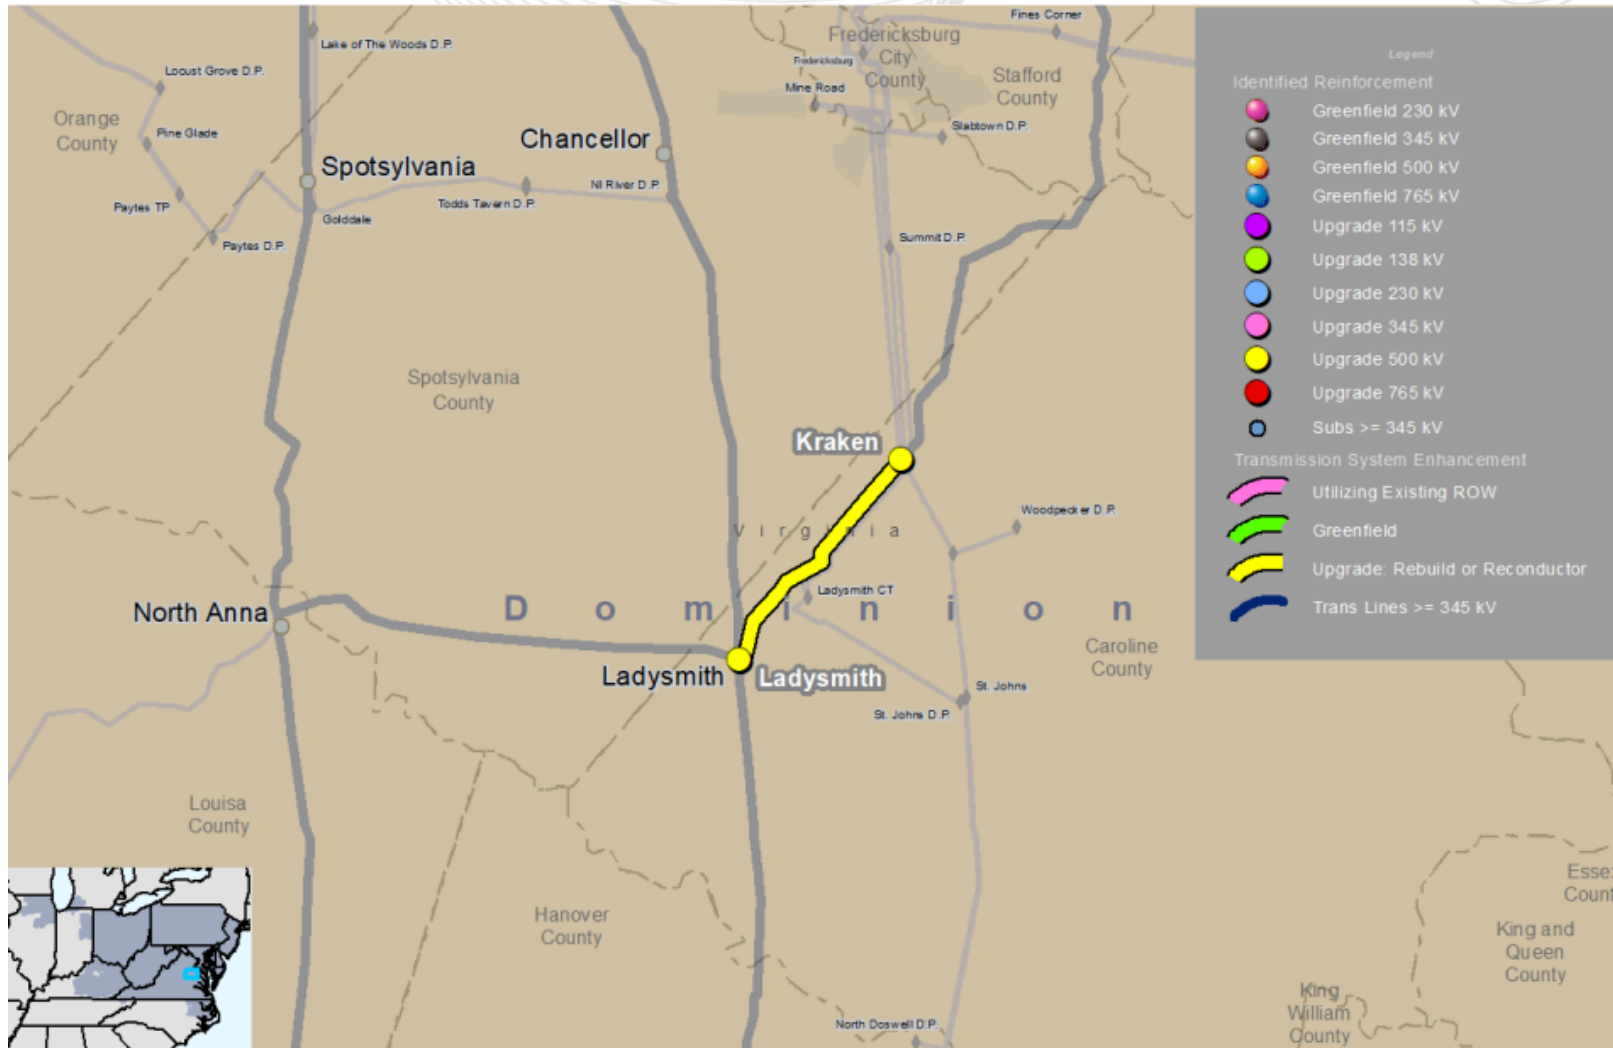 Fines Corner
Lake of The Woods D.P.
Fredericksburg
City
County
Fredericksburg
Locust Grove D.P.
Stafford
County
Mine Road
Orange
County
Pine Glade
Slabtown D.P.
Chancellor
Spotsylvania
NI River D.P.
Todds Tavern D.P.
Paytes TP
Golddale
Paytes D.P.
Summit D.P.
Spotsylvania
County
Kraken
Woodpecker D.P.
Virginia
Ladysmith CT
North Anna
Dominion
Caroline
County
Ladysmith
Ladysmith
St. Johns
St. Johns D.P.
Louisa
County
Hanover
County
Essex
County
King and
Queen
County
King
William
County
North Doswell D.P.
Legend
Identified Reinforcement
Greenfield 230 kV
Greenfield 345 kV
Greenfield 500 kV
Greenfield 765 kV
Upgrade 115 kV
Upgrade 138 kV
Upgrade 230 kV
Upgrade 345 kV
Upgrade 500 kV
Upgrade 765 kV
Subs >= 345 kV
Transmission System Enhancement
Utilizing Existing ROW
Greenfield
Upgrade: Rebuild or Reconductor
Trans Lines >= 345 kV